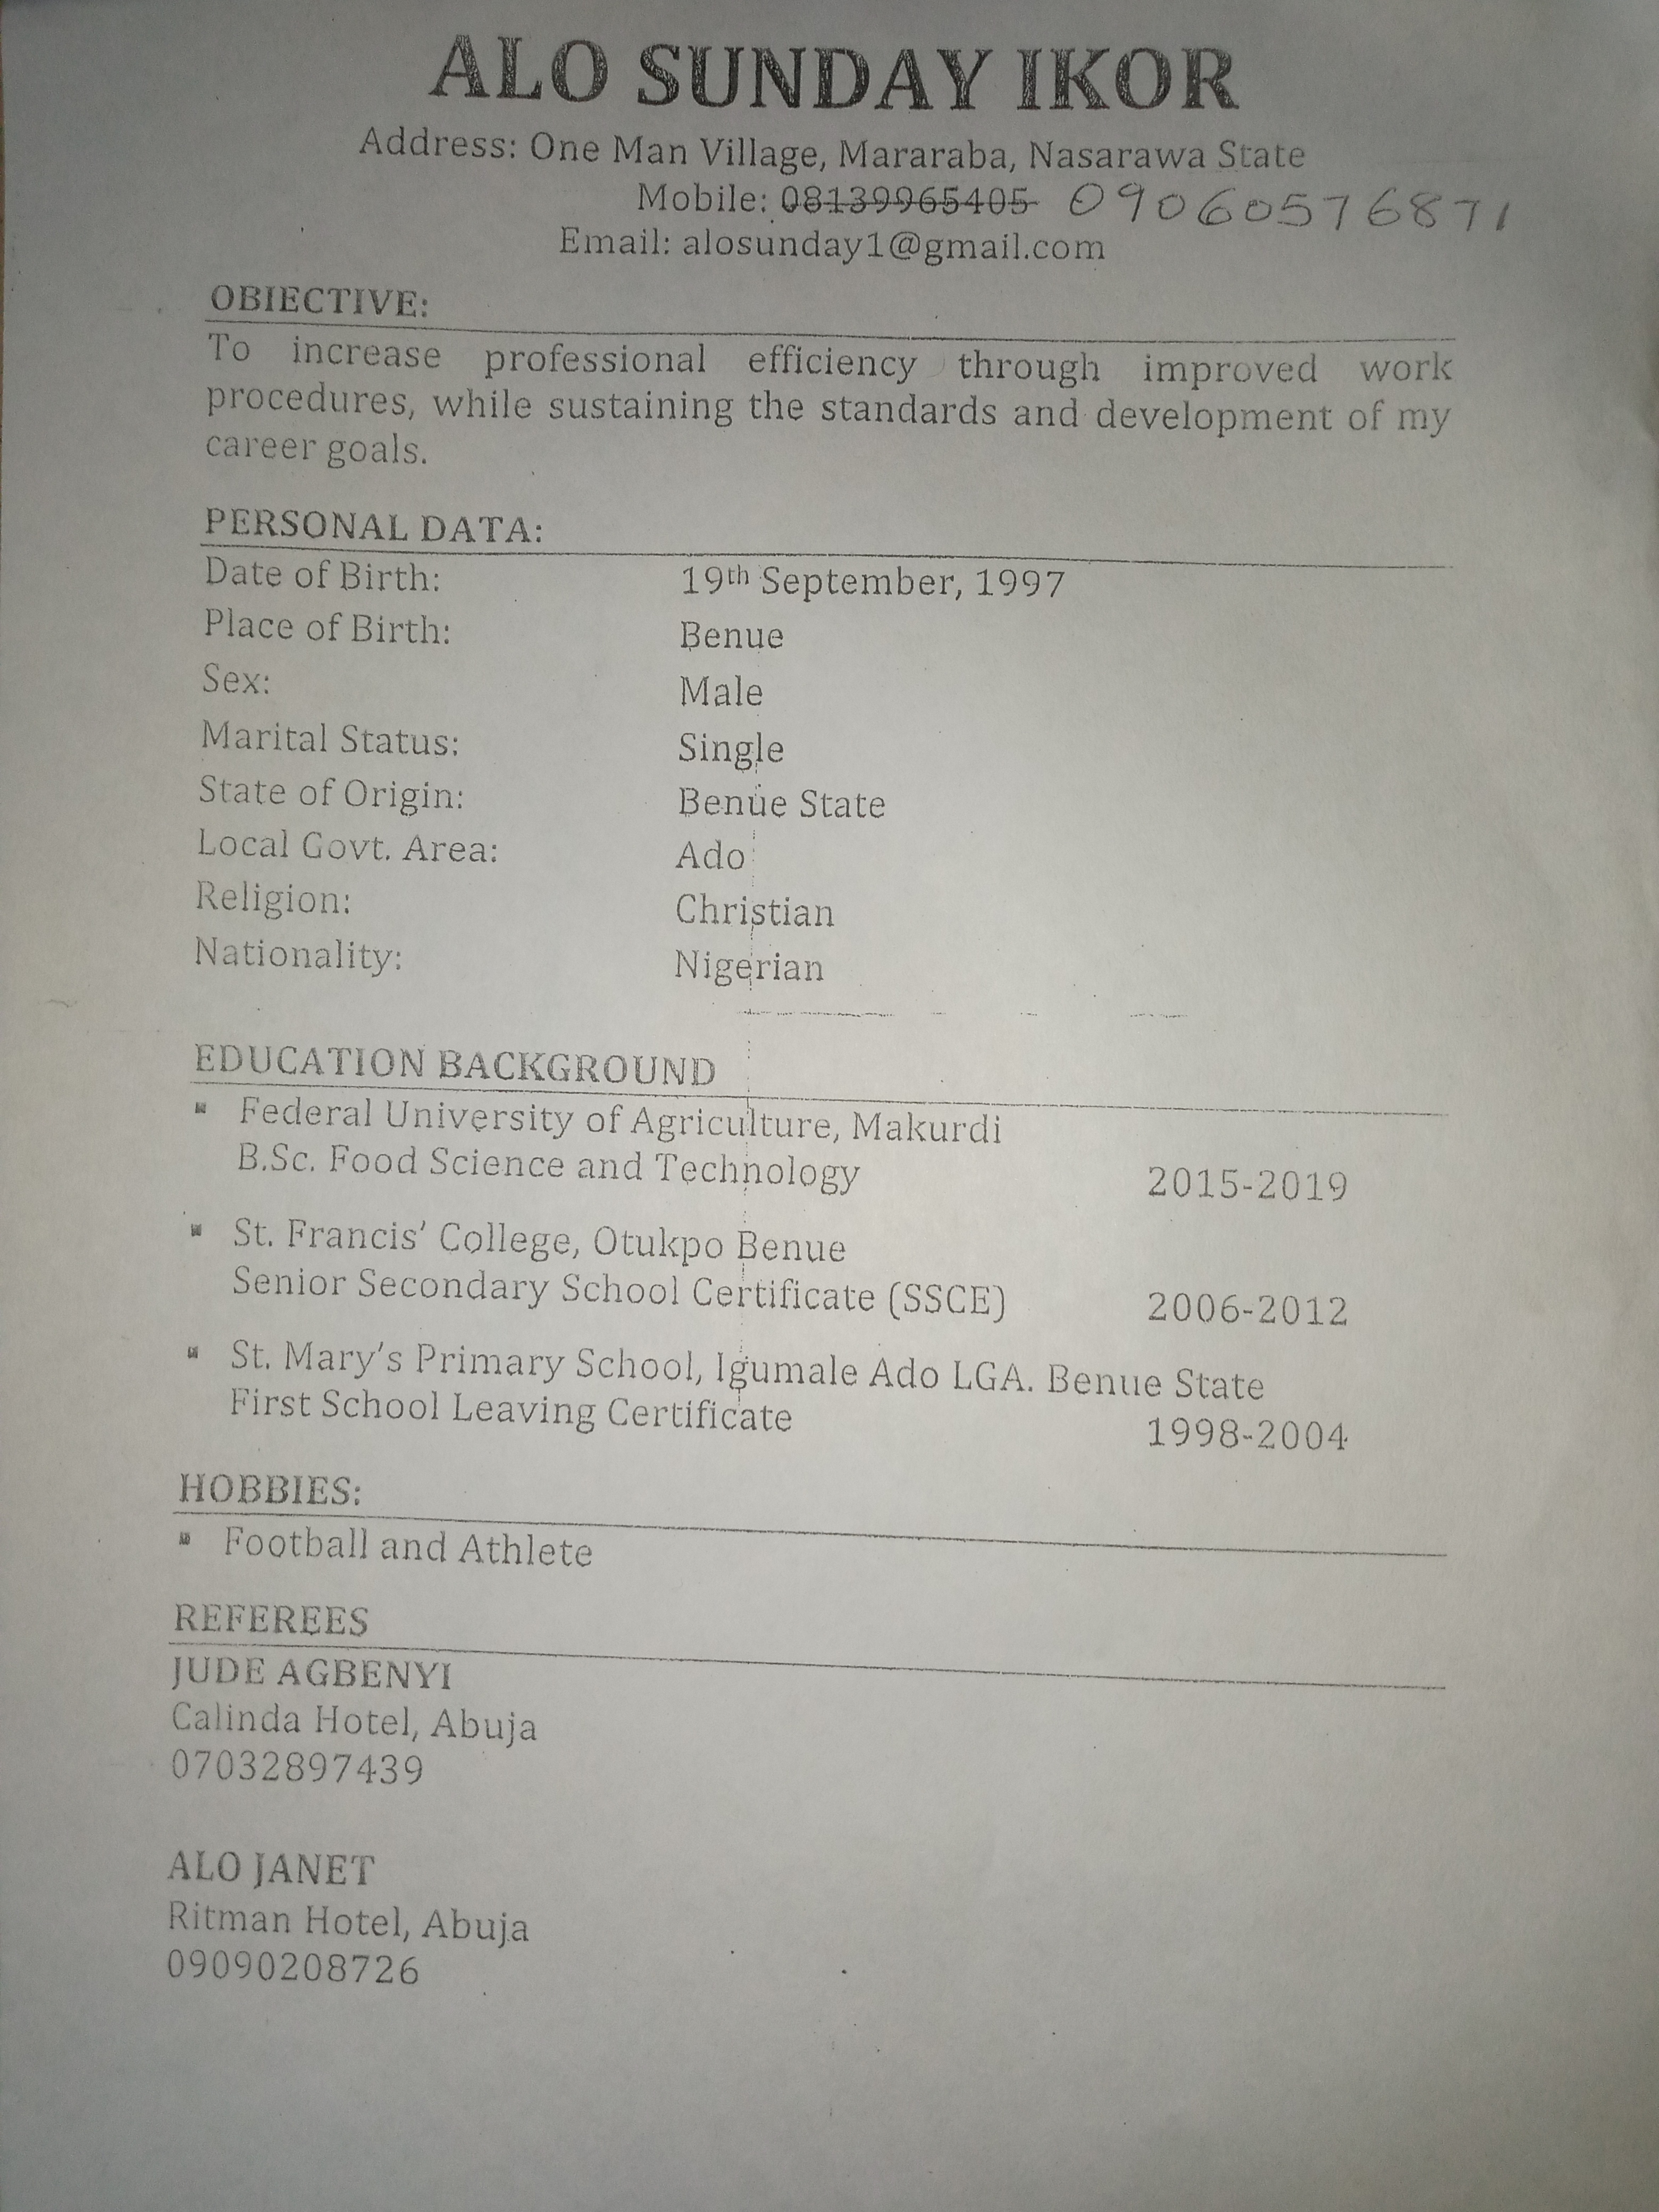 ALO SUNDAY IKOR
Address: One Man Village, Mararaba, Nasarawa State
Mobile: 08139965405 09060576871
Email: alosunday1@gmail.com
OBIECTIVE:
To increase professional efficiency through improved work
procedures, while sustaining the standards and development of my
career goals.
PERSONAL DATA:
Date of Birth: 19th September, 1997
Place of Birth: Benue
Sex: Male
Marital Status: Single
State of Origin: Benue State
Local Govt. Area: Ado
Religion: Christian
Nationality: Nigerian
EDUCATION BACKGROUND
▪ Federal University of Agriculture, Makurdi
B.Sc. Food Science and Technology 2015-2019
▪ St. Francis’ College, Otukpo Benue
Senior Secondary School Certificate (SSCE) 2006-2012
▪ St. Mary’s Primary School, Igumale Ado LGA. Benue State
First School Leaving Certificate 1998-2004
HOBBIES:
▪ Football and Athlete
REFEREES
JUDE AGBENYI
Calinda Hotel, Abuja
07032897439
ALO JANET
Ritman Hotel, Abuja
09090208726